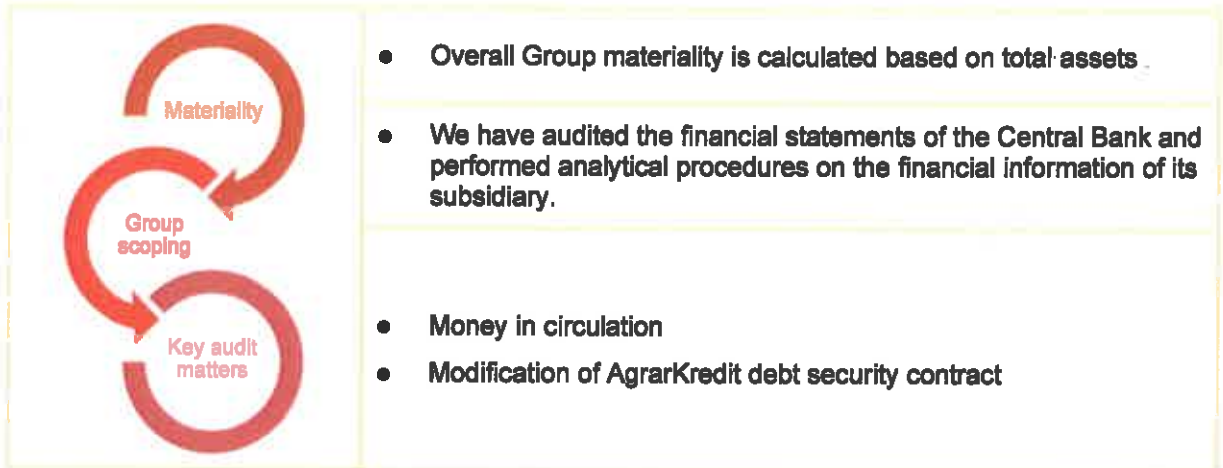 Materiality
● Overall Group materiality is calculated based on total assets
Group
scoping
● We have audited the financial statements of the Central Bank and
performed analytical procedures on the financial information of its
subsidiary.
Key audit
matters
● Money in circulation
● Modification of AgrarKredit debt security contract